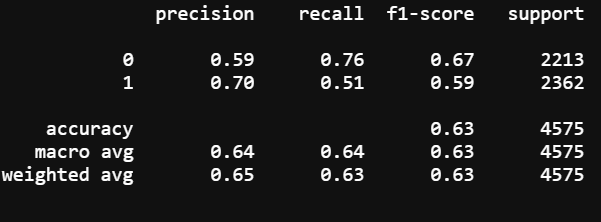 precision recall f1-score support
0 0.59 0.76 0.67 2213
1 0.70 0.51 0.59 2362
accuracy 0.63 4575
macro avg 0.64 0.64 0.63 4575
weighted avg 0.65 0.63 0.63 4575